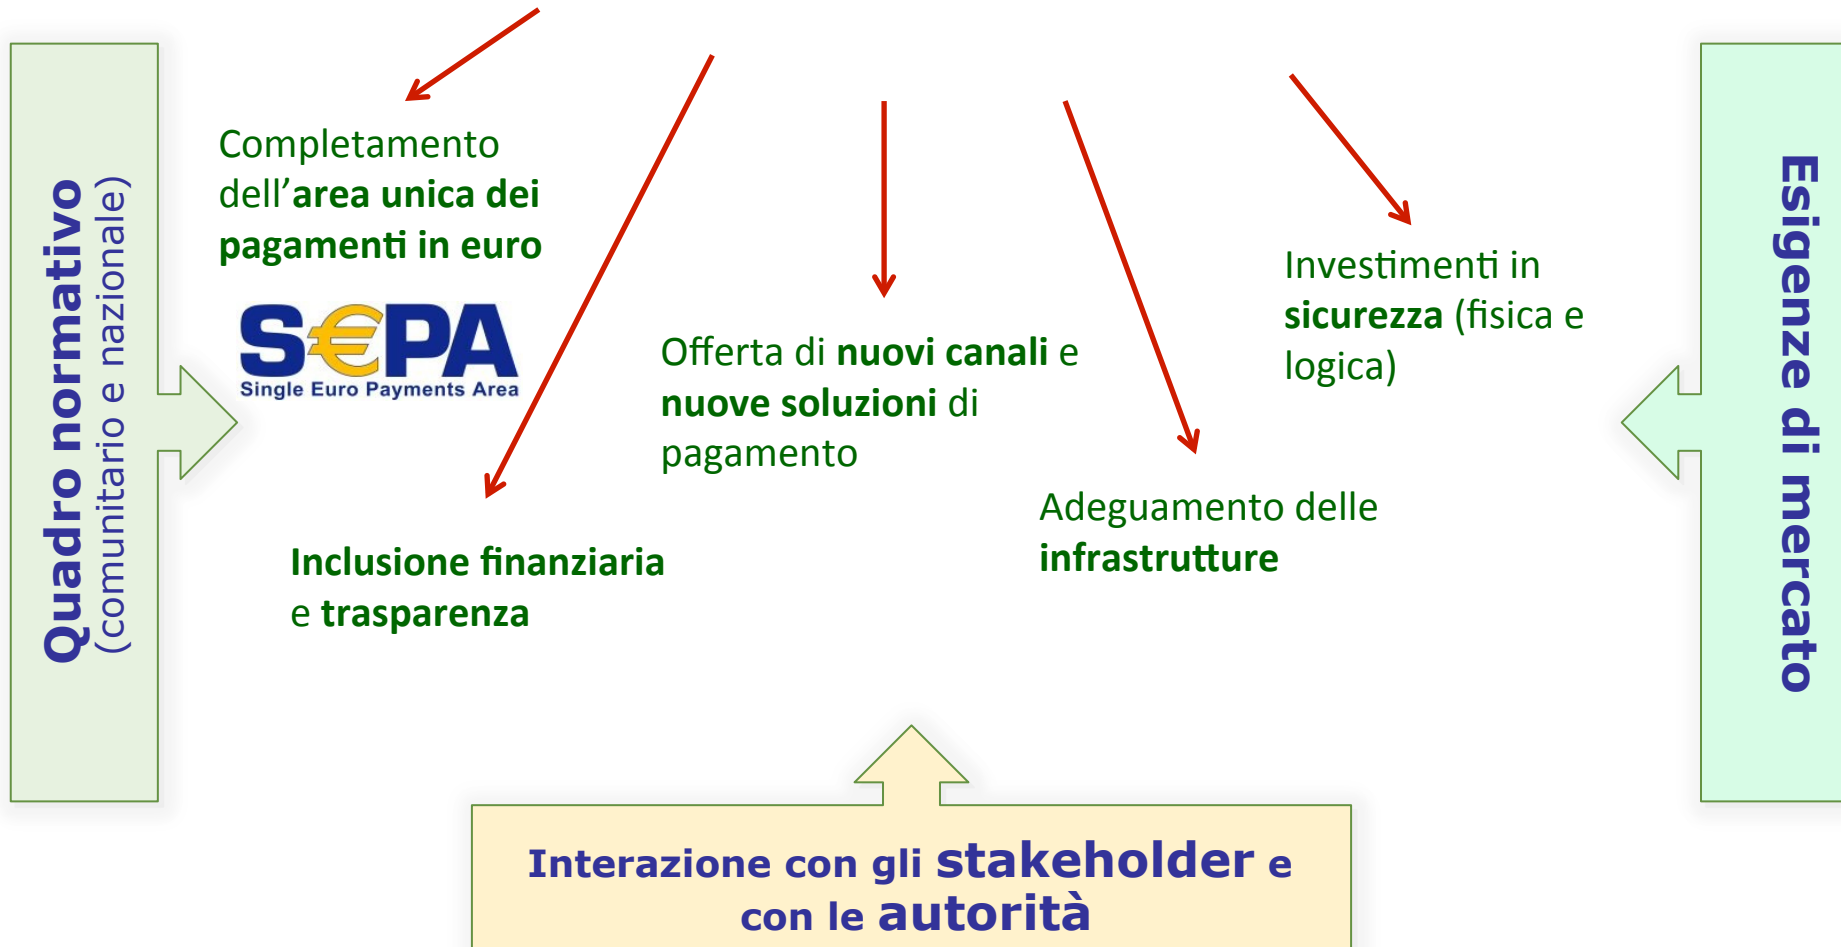 Quadro normativo
(comunitario e nazionale)
Completamento
dell’area unica dei
pagamenti in euro
S€PA
Single Euro Payments Area
Inclusione finanziaria
e trasparenza
Offerta di nuovi canali e
nuove soluzioni di
pagamento
Adeguamento delle
infrastrutture
Investimenti in
sicurezza (fisica e
logica)
Esigenze di mercato
Interazione con gli stakeholder e
con le autorità